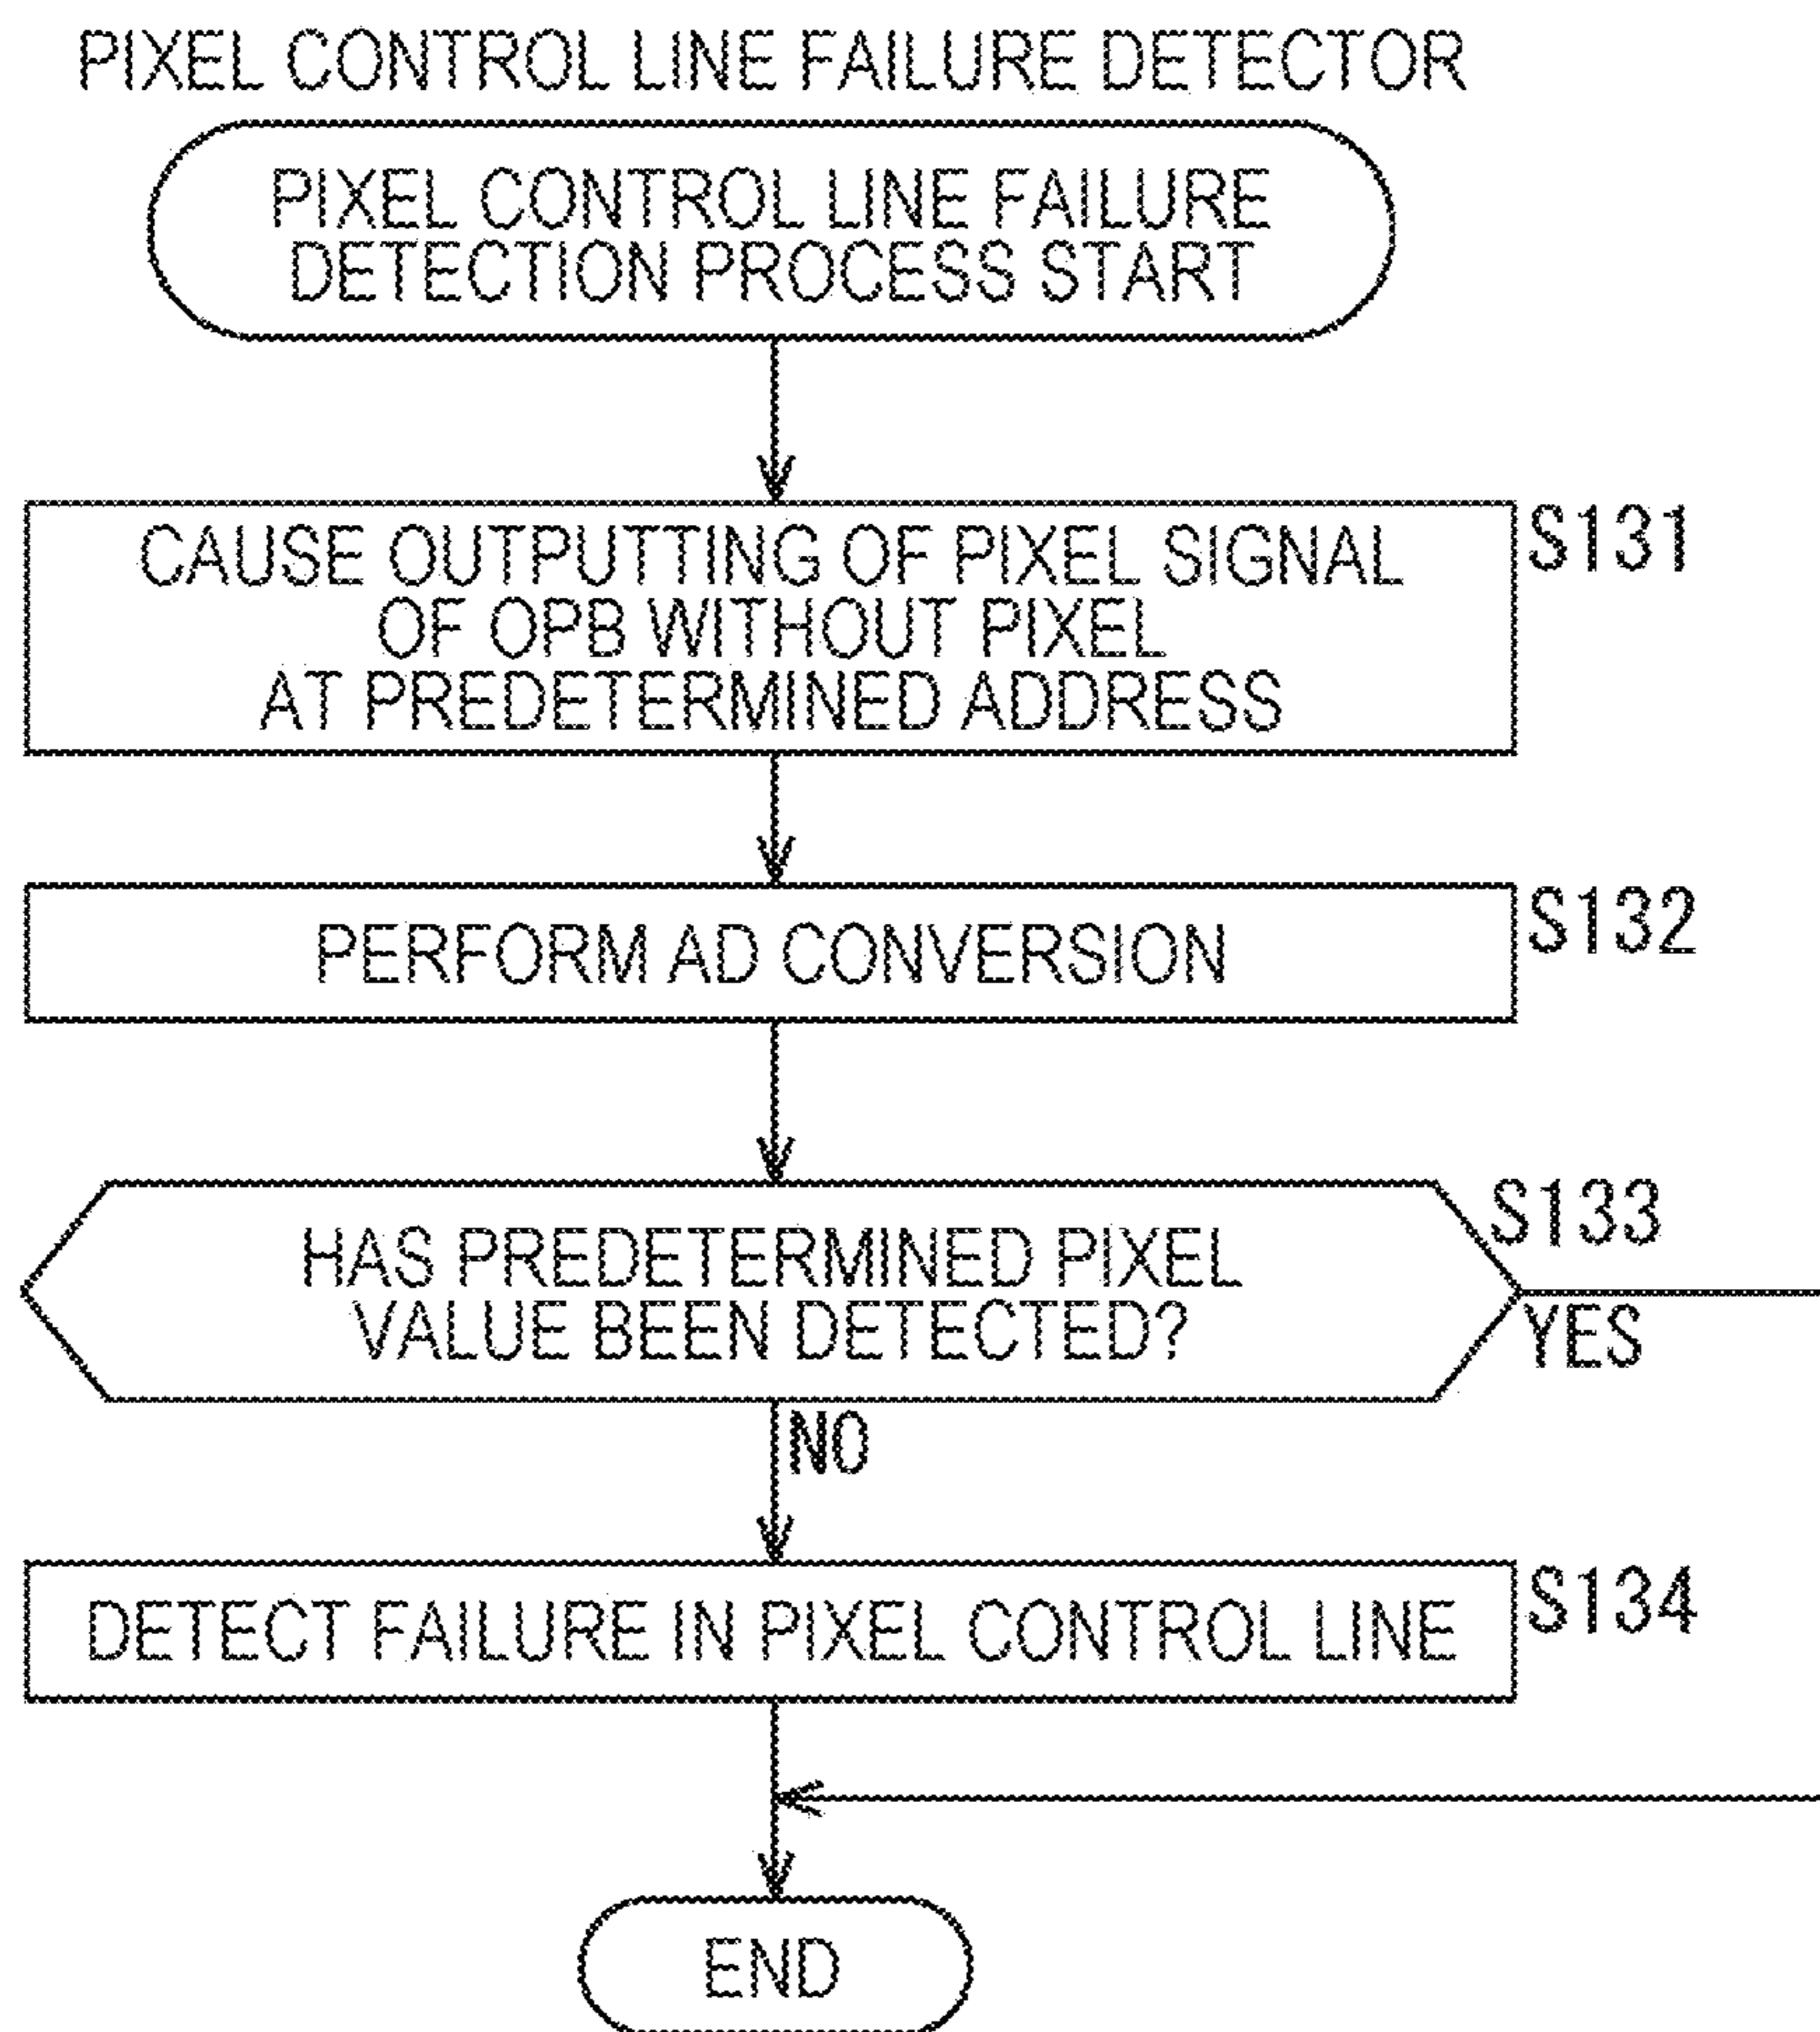 PIXEL CONTROL LINE FAILURE DETECTOR
PIXEL CONTROL LINE FAILURE
DETECTION PROCESS START
CAUSE OUTPUTTING OF PIXEL SIGNAL
OF OPB WITHOUT PIXEL
AT PREDETERMINED ADDRESS
S131
PERFORM AD CONVERSION
S132
HAS PREDETERMINED PIXEL
VALUE BEEN DETECTED?
S133
YES
NO
DETECT FAILURE IN PIXEL CONTROL LINE
S134
END